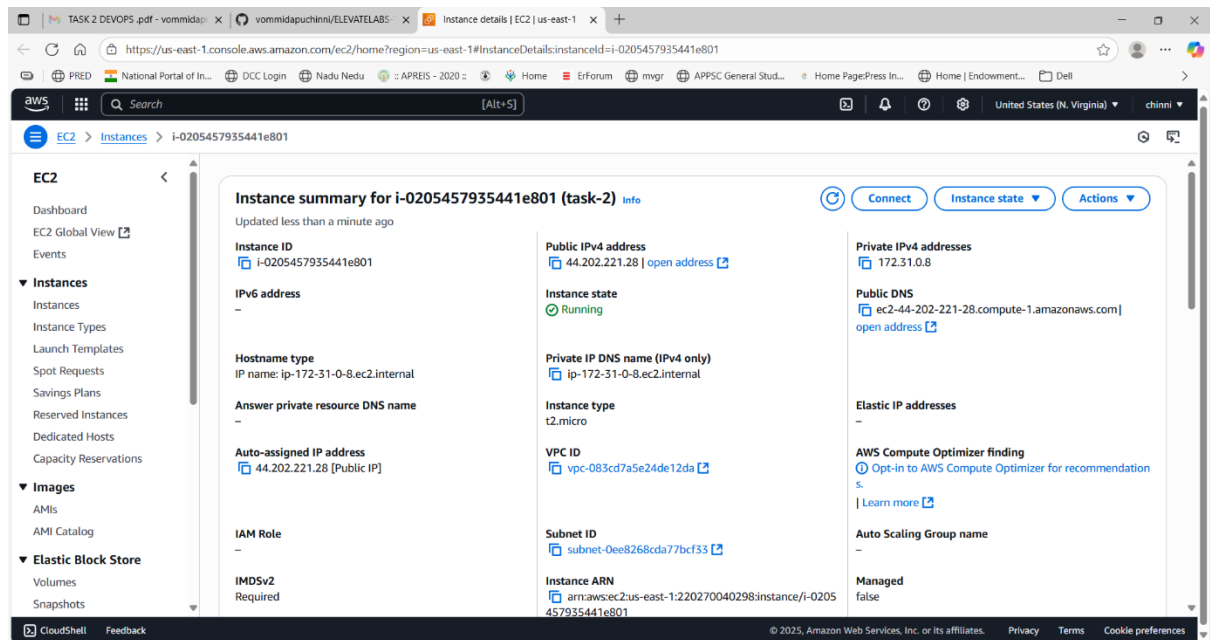 TASK 2 DEVOPS .pdf - vommidap
vommidapuchinni/ELEVATELABS-
Instance details | EC2 | us-east-1
https://us-east-1.console.aws.amazon.com/ec2/home?region=us-east-1#InstanceDetails:instanceId=i-0205457935441e801
PRED National Portal of In... DCC Login Nadu Nedu :: APREIS - 2020 :: Home ErForum mvgr APPSC General Stud... Home Page:Press In... Home | Endowment... Dell
aws Search [Alt+S] United States (N. Virginia) chinni
EC2 > Instances > i-0205457935441e801
EC2
Dashboard
EC2 Global View
Events
Instances
Instances
Instance Types
Launch Templates
Spot Requests
Savings Plans
Reserved Instances
Dedicated Hosts
Capacity Reservations
Images
AMIs
AMI Catalog
Elastic Block Store
Volumes
Snapshots
Instance summary for i-0205457935441e801 (task-2) Info
Connect Instance state Actions
Updated less than a minute ago
Instance ID
i-0205457935441e801
Public IPv4 address
44.202.221.28 | open address
Private IPv4 addresses
172.31.0.8
IPv6 address
–
Instance state
Running
Public DNS
ec2-44-202-221-28.compute-1.amazonaws.com |
open address
Hostname type
IP name: ip-172-31-0-8.ec2.internal
Private IP DNS name (IPv4 only)
ip-172-31-0-8.ec2.internal
Answer private resource DNS name
–
Instance type
t2.micro
Elastic IP addresses
–
Auto-assigned IP address
44.202.221.28 [Public IP]
VPC ID
vpc-083cd7a5e24de12da
AWS Compute Optimizer finding
Opt-in to AWS Compute Optimizer for recommendation
s.
| Learn more
IAM Role
–
Subnet ID
subnet-0ee8268cda77bcf33
Auto Scaling Group name
–
IMDSv2
Required
Instance ARN
arn:aws:ec2:us-east-1:220270040298:instance/i-0205
457935441e801
Managed
false
CloudShell Feedback © 2025, Amazon Web Services, Inc. or its affiliates. Privacy Terms Cookie preferences